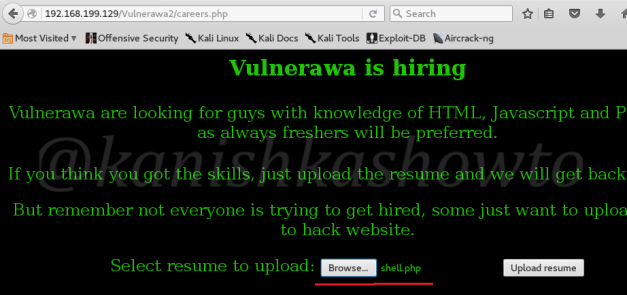 192.168.199.129/Vulnerawa2/careers.php
Search
Most Visited
Offensive Security
Kali Linux
Kali Docs
Kali Tools
Exploit-DB
Aircrack-ng
Vulnerawa is hiring
Vulnerawa are looking for guys with knowledge of HTML, Javascript and P
as always freshers will be preferred.
@kanishkashowto
If you think you got the skills, just upload the resume and we will get back
But remember not everyone is trying to get hired, some just want to uploa
to hack website.
Select resume to upload: Browse... shell.php Upload resume